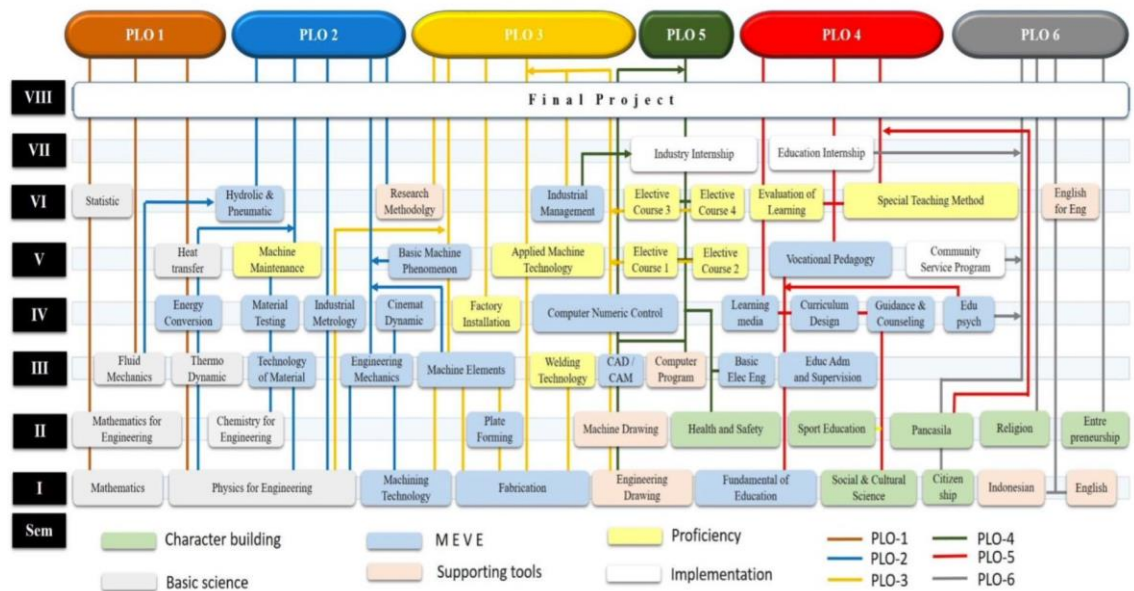 PLO 1
PLO 2
PLO 3
PLO 5
PLO 4
PLO 6
VIII
Final Project
VII
Industry Internship
Education Internship
VI
Statistic
Hydrolic &
Pneumatic
Research
Methodolgy
Industrial
Management
Elective
Course 3
Elective
Course 4
Evaluation of
Learning
Special Teaching Method
English
for Eng
V
Heat
transfer
Machine
Maintenance
Basic Machine
Phenomenon
Applied Machine
Technology
Elective
Course 1
Elective
Course 2
Vocational Pedagogy
Community
Service Program
IV
Energy
Conversion
Material
Testing
Industrial
Metrology
Cinemat
Dynamic
Factory
Installation
Computer Numeric Control
Learning
media
Curriculum
Design
Guidance &
Counseling
Edu
psych
III
Fluid
Mechanics
Thermo
Dynamic
Technology
of Material
Engineering
Mechanics
Machine Elements
Welding
Technology
CAD /
CAM
Computer
Program
Basic
Elec Eng
Educ Adm
and Supervision
II
Mathematics for
Engineering
Chemistry for
Engineering
Plate
Forming
Machine Drawing
Health and Safety
Sport Education
Pancasila
Religion
Entre
preneurship
I
Mathematics
Physics for Engineering
Machining
Technology
Fabrication
Engineering
Drawing
Fundamental of
Education
Social & Cultural
Science
Citizen
ship
Indonesian
English
Sem
Character building
M E V E
Proficiency
Basic science
Supporting tools
Implementation
PLO-1
PLO-2
PLO-3
PLO-4
PLO-5
PLO-6